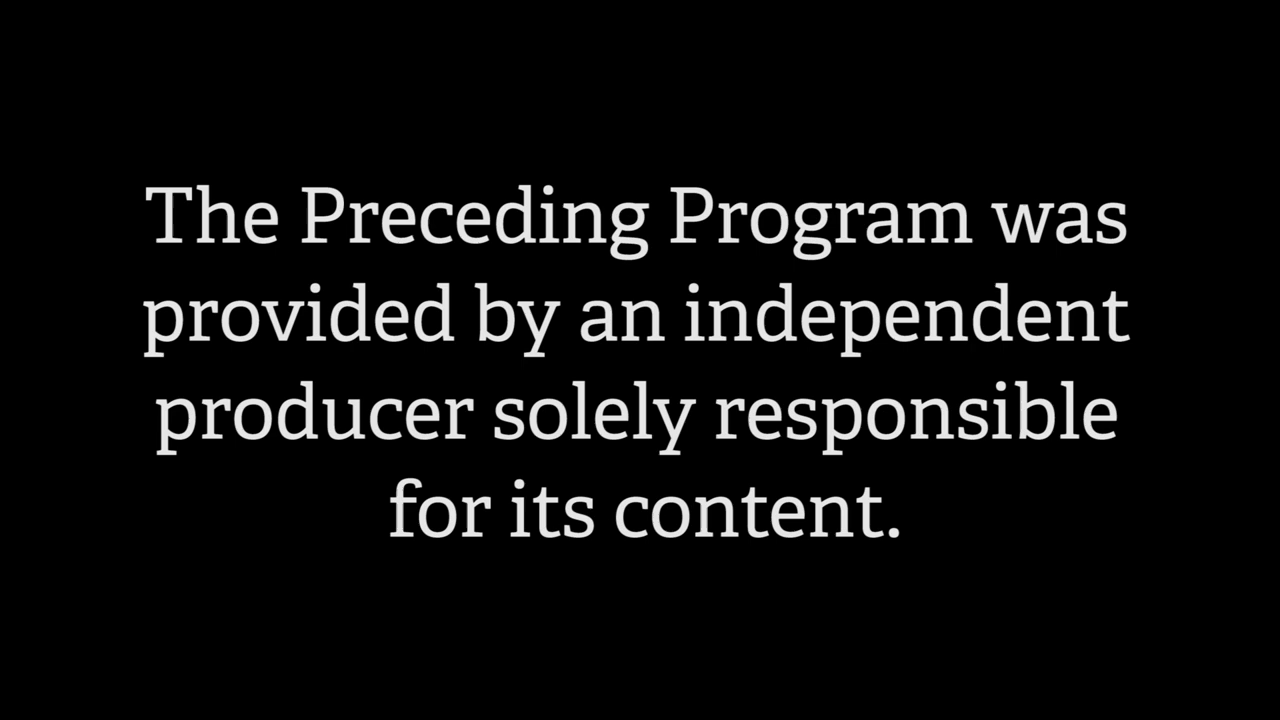 The Preceding Program was
provided by an independent
producer solely responsible
for its content.